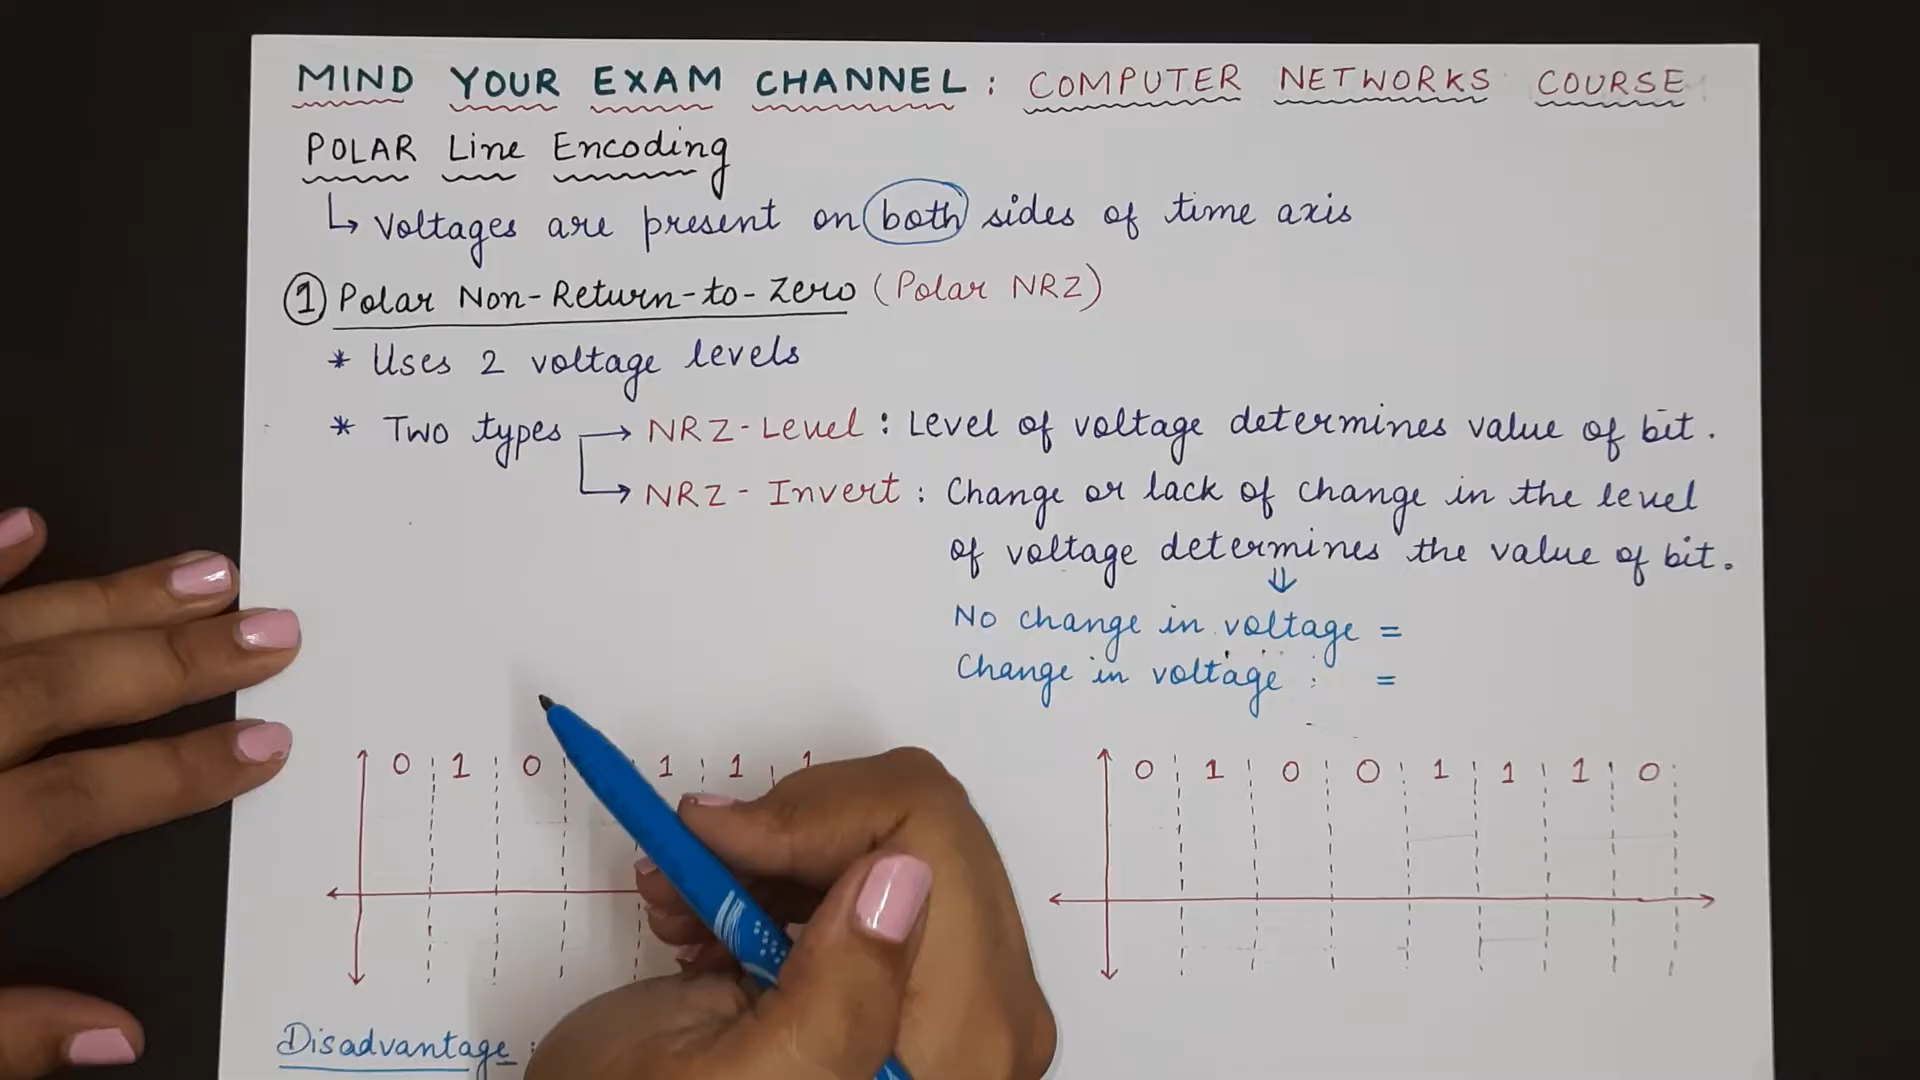 MIND YOUR EXAM CHANNEL : COMPUTER NETWORKS COURSE
POLAR Line Encoding
↳ Voltages are present on both sides of time axis
① Polar Non-Return-to-Zero (Polar NRZ)
* Uses 2 voltage levels
* Two types → NRZ-Level : Level of voltage determines value of bit.
→ NRZ - Invert : Change or lack of change in the level
of voltage determines the value of bit.
⇓
No change in voltage =
Change in voltage : =
0 1 0 1 1 1
0 1 0 0 1 1 1 0
Disadvantage :